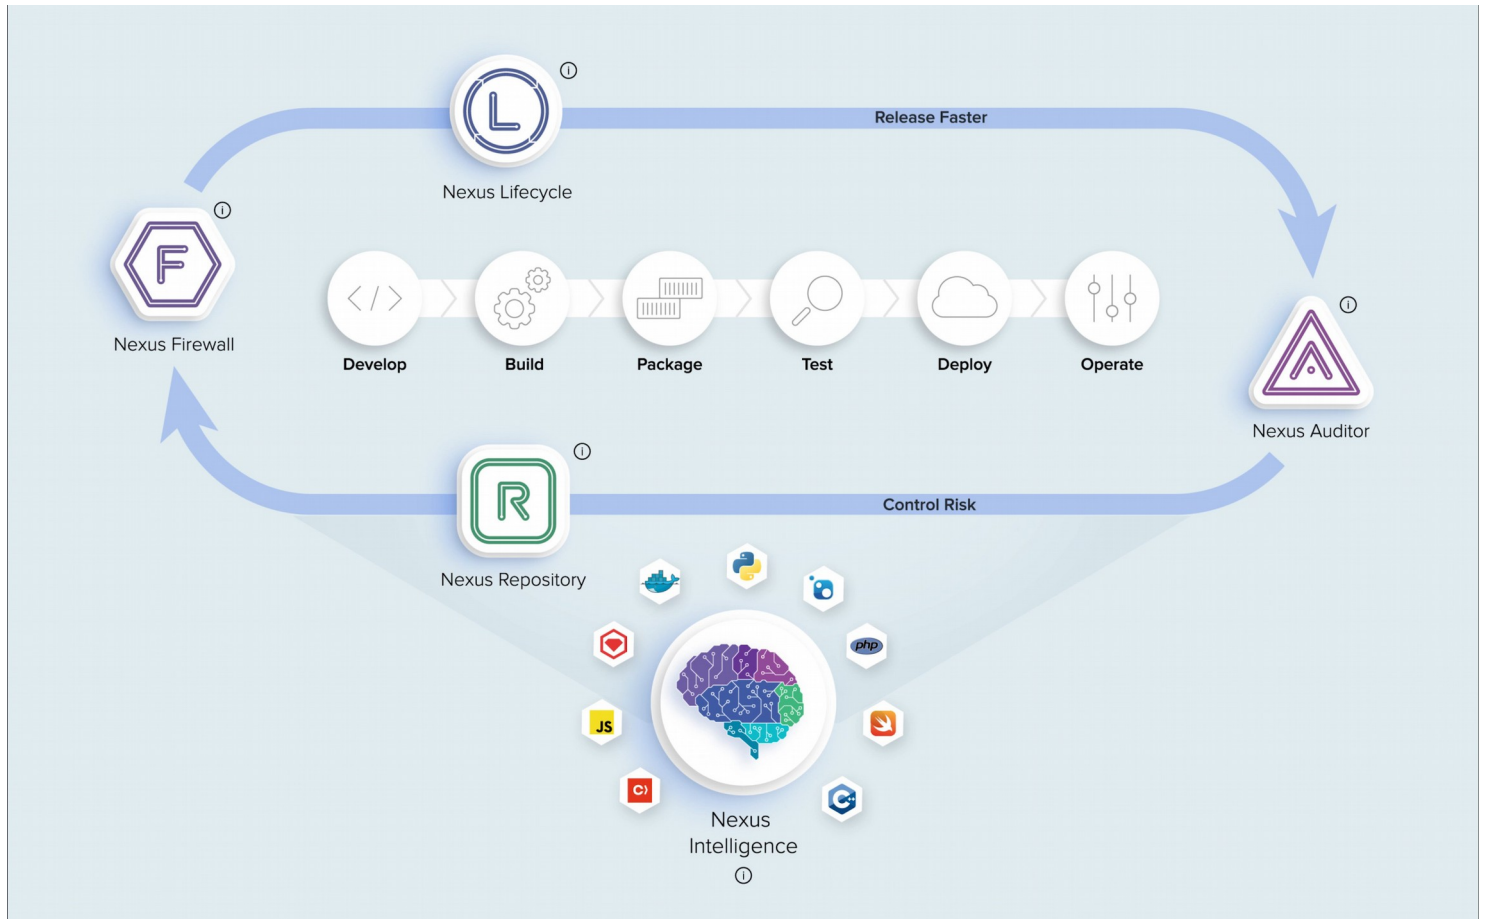 L
Release Faster
Nexus Lifecycle
F
Nexus Firewall
</>
Develop
Build
Package
Test
Deploy
Operate
A
Nexus Auditor
R
Control Risk
Nexus Repository
php
JS
C)
C++
Nexus
Intelligence